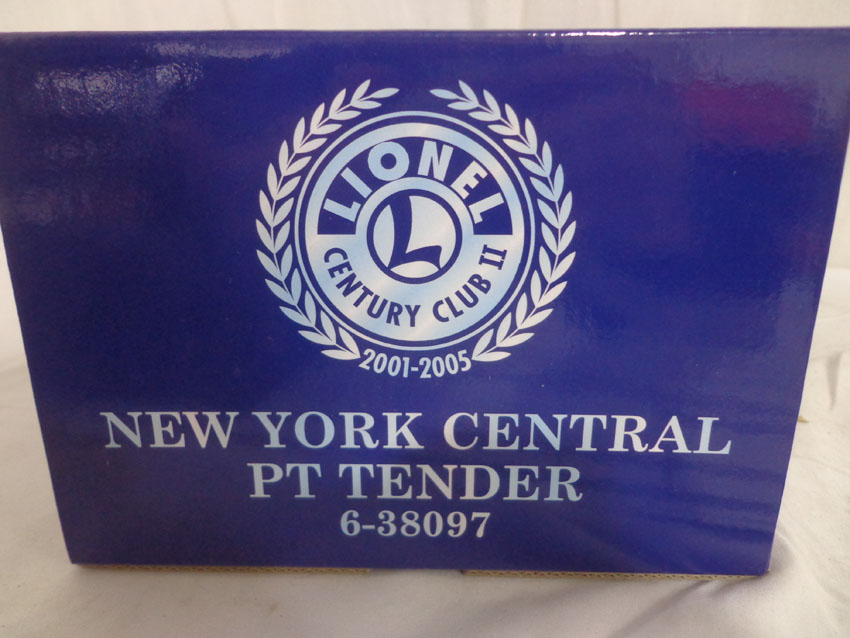 LIONEL
L
CENTURY CLUB II
2001-2005
NEW YORK CENTRAL
PT TENDER
6-38097